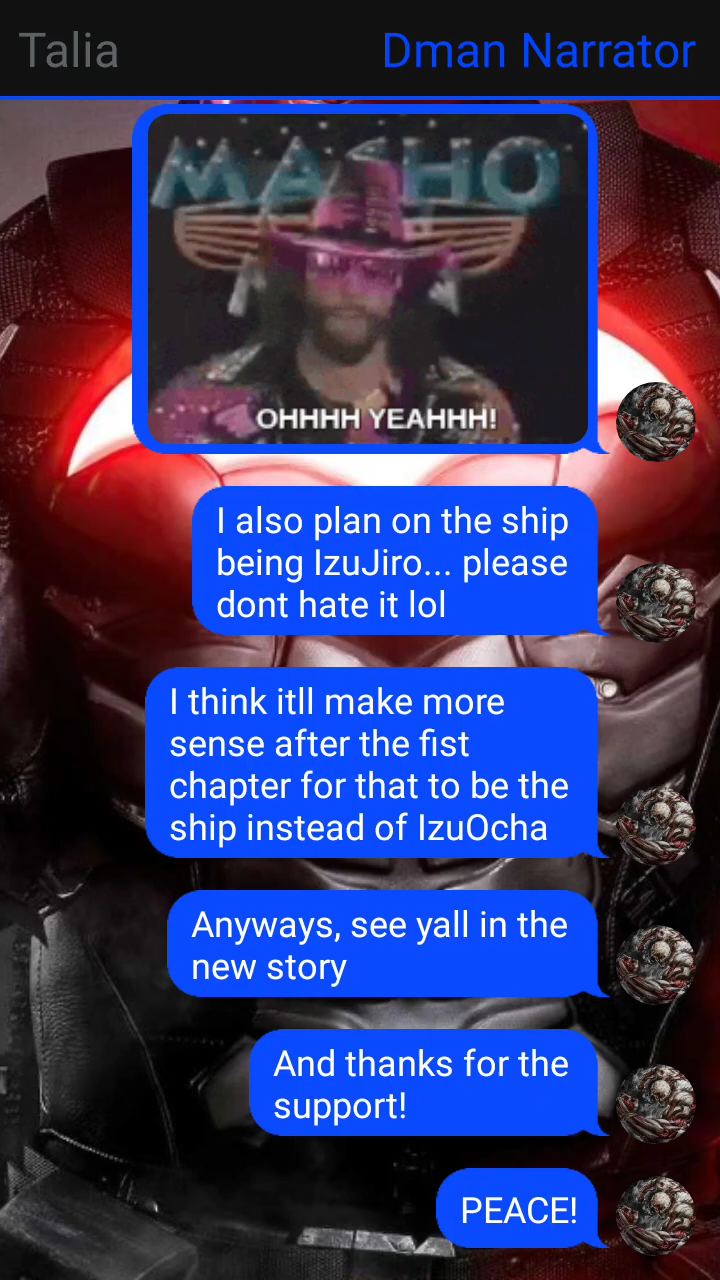 Talia
Dman Narrator
MACHO
OHHHH YEAHHH!
I also plan on the ship
being IzuJiro... please
dont hate it lol
I think itll make more
sense after the fist
chapter for that to be the
ship instead of IzuOcha
Anyways, see yall in the
new story
And thanks for the
support!
PEACE!